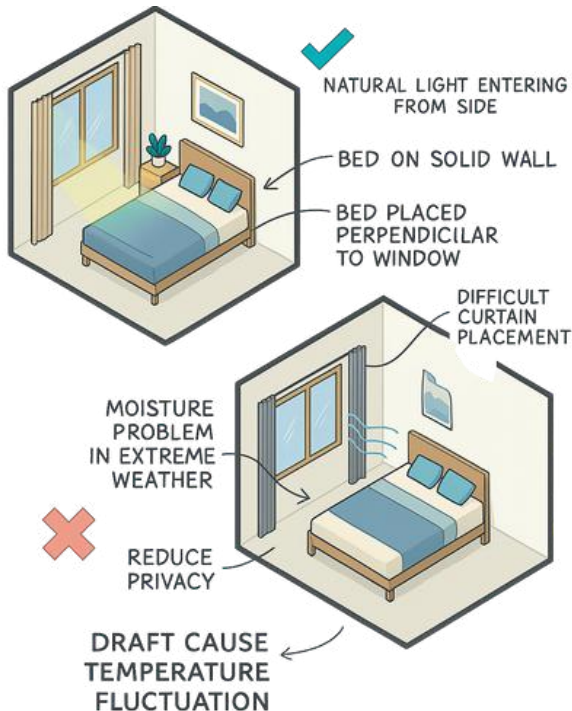 NATURAL LIGHT ENTERING
FROM SIDE
BED ON SOLID WALL
BED PLACED
PERPENDICILAR
TO WINDOW
DIFFICULT
CURTAIN
PLACEMENT
MOISTURE
PROBLEM
IN EXTREME
WEATHER
REDUCE
PRIVACY
DRAFT CAUSE
TEMPERATURE
FLUCTUATION